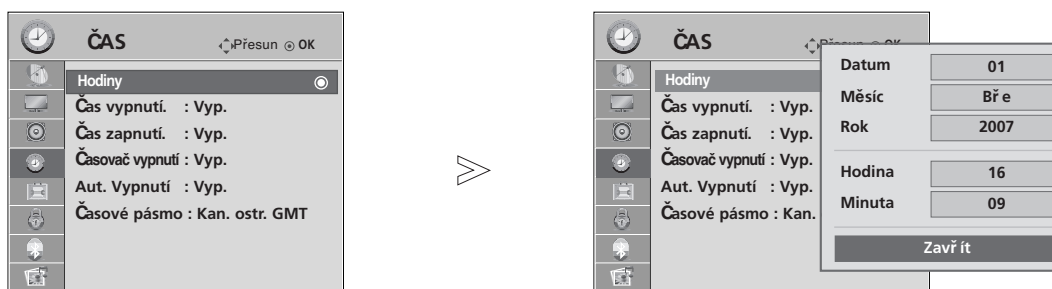 ČAS
Přesun OK
Hodiny
Čas vypnutí. : Vyp.
Čas zapnutí. : Vyp.
Časovač vypnutí : Vyp.
Aut. Vypnutí : Vyp.
Časové pásmo : Kan. ostr. GMT
ČAS
Přesun OK
Hodiny
Čas vypnutí. : Vyp.
Čas zapnutí. : Vyp.
Časovač vypnutí : Vyp.
Aut. Vypnutí : Vyp.
Časové pásmo : Kan.
Datum 01
Měsíc Bř e
Rok 2007
Hodina 16
Minuta 09
Zavř ít